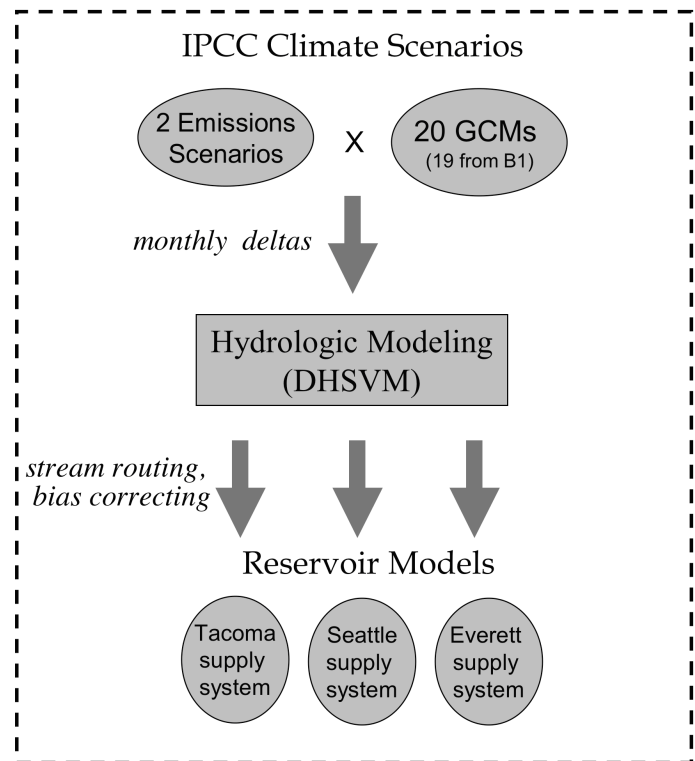 IPCC Climate Scenarios
2 Emissions
Scenarios
X
20 GCMs
(19 from B1)
monthly deltas
Hydrologic Modeling
(DHSVM)
stream routing,
bias correcting
Reservoir Models
Tacoma
supply
system
Seattle
supply
system
Everett
supply
system